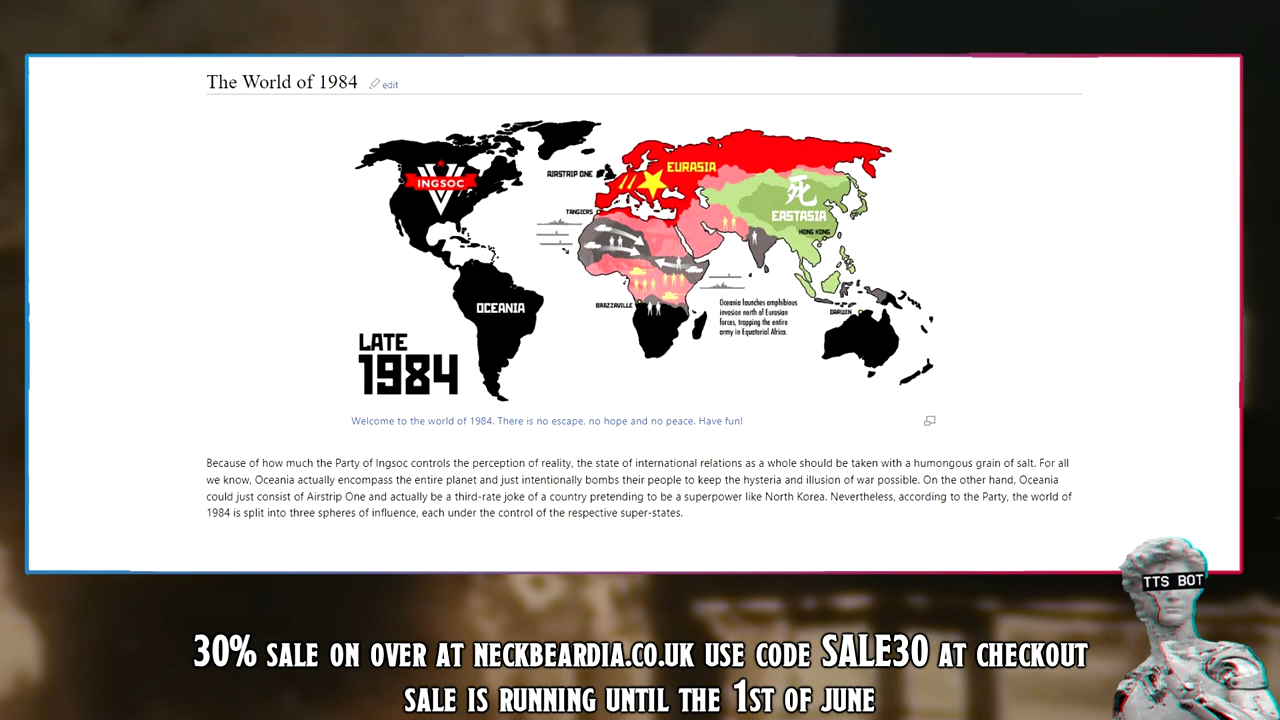 The World of 1984 edit
AIRSTRIP ONE
EURASIA
INGSOC
死
TANGIERS
EASTASIA
HONG KONG
OCEANIA
BRAZZAVILLE
Oceania launches amphibious
invasion north of Eurasian
forces, trapping the entire
army in Equatorial Africa.
DARWIN
LATE
1984
Welcome to the world of 1984. There is no escape, no hope and no peace. Have fun!
Because of how much the Party of Ingsoc controls the perception of reality, the state of international relations as a whole should be taken with a humongous grain of salt. For all
we know, Oceania actually encompass the entire planet and just intentionally bombs their people to keep the hysteria and illusion of war possible. On the other hand, Oceania
could just consist of Airstrip One and actually be a third-rate joke of a country pretending to be a superpower like North Korea. Nevertheless, according to the Party, the world of
1984 is split into three spheres of influence, each under the control of the respective super-states.
TTS BOT
30% SALE ON OVER AT NECKBEARDIA.CO.UK USE CODE SALE30 AT CHECKOUT
SALE IS RUNNING UNTIL THE 1ST OF JUNE